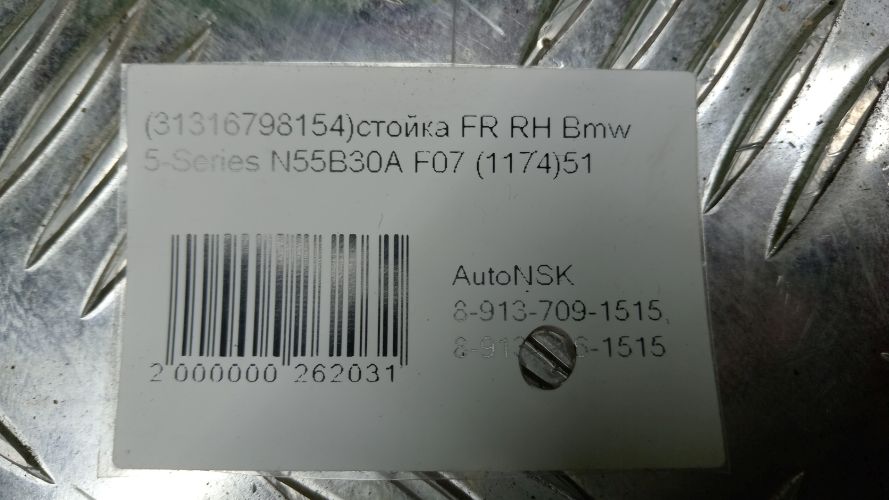 (31316798154)стойка FR RH Bmw
5-Series N55B30A F07 (1174)51
AutoNSK
8-913-709-1515,
2 000000 262031